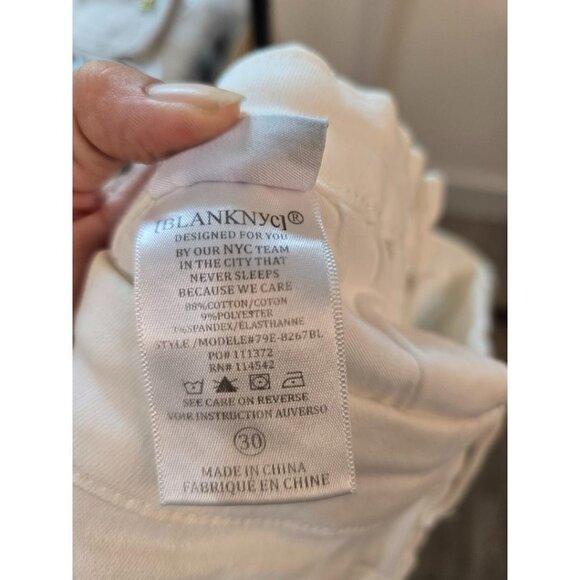 [BLANKNYC]®
DESIGNED FOR YOU
BY OUR NYC TEAM
IN THE CITY THAT
NEVER SLEEPS
BECAUSE WE CARE
88%COTTON/COTON
9%POLYESTER
3%SPANDEX/ÉLASTHANNE
STYLE /MODELE#79E-8267BL
PO# 111372
RN# 114542
SEE CARE ON REVERSE
VOIR INSTRUCTION AUVERSO
30
MADE IN CHINA
FABRIQUÉ EN CHINE